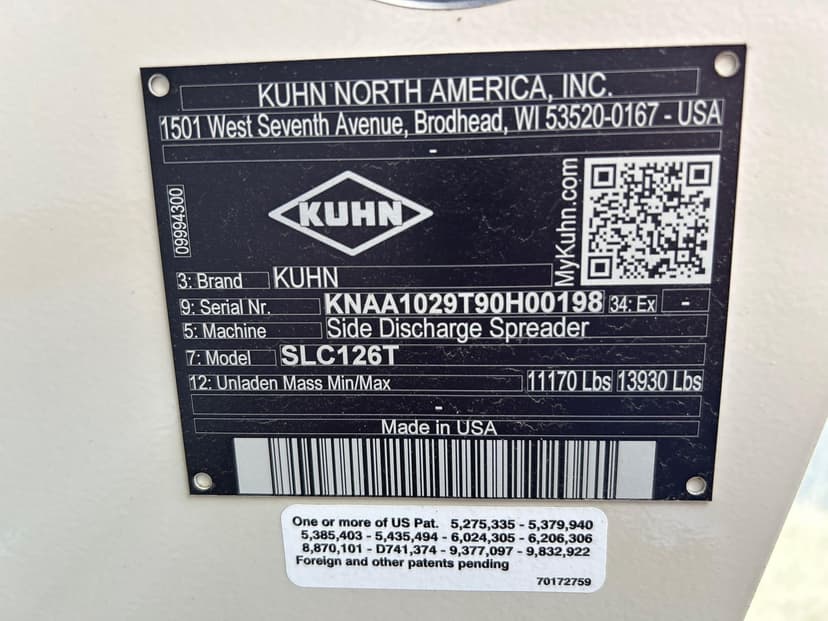 KUHN NORTH AMERICA, INC.
1501 West Seventh Avenue, Brodhead, WI 53520-0167 - USA
-
09994300
KUHN
MyKuhn.com
3: Brand KUHN
9: Serial Nr. KNAA1029T90H00198 34: Ex -
5: Machine Side Discharge Spreader
7: Model SLC126T
12: Unladen Mass Min/Max 11170 Lbs 13930 Lbs
-
Made in USA
One or more of US Pat. 5,275,335 - 5,379,940
5,385,403 - 5,435,494 - 6,024,305 - 6,206,306
8,870,101 - D741,374 - 9,377,097 - 9,832,922
Foreign and other patents pending
70172759